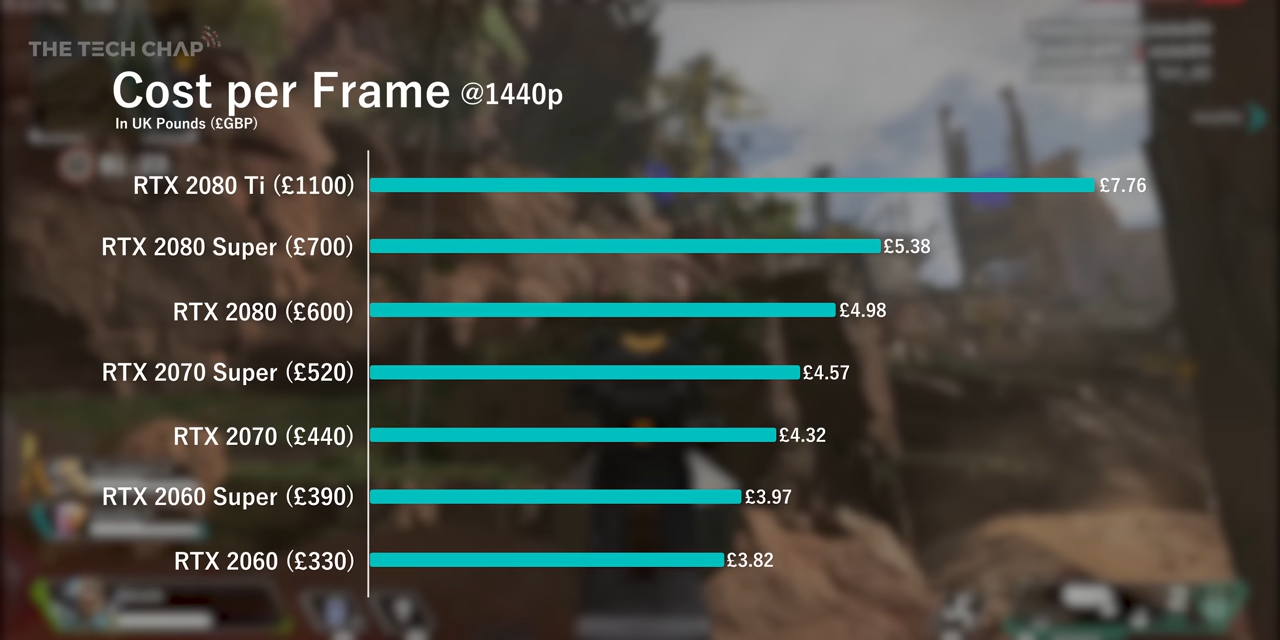 THE TECH CHAP
Cost per Frame @1440p
In UK Pounds (£GBP)
RTX 2080 Ti (£1100) £7.76
RTX 2080 Super (£700) £5.38
RTX 2080 (£600) £4.98
RTX 2070 Super (£520) £4.57
RTX 2070 (£440) £4.32
RTX 2060 Super (£390) £3.97
RTX 2060 (£330) £3.82